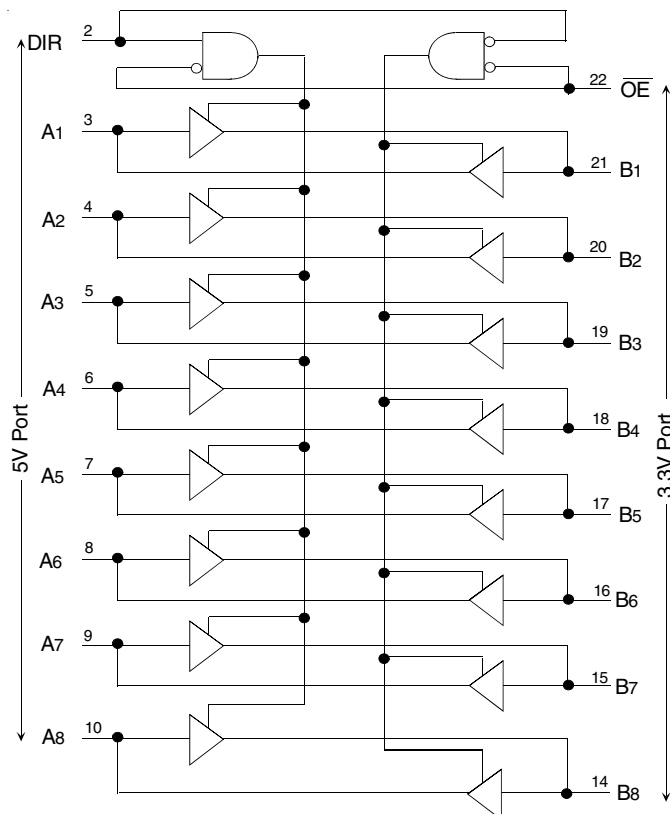 DIR 2
22 OE
A1 3
21 B1
A2 4
20 B2
A3 5
19 B3
A4 6
18 B4
A5 7
17 B5
A6 8
16 B6
A7 9
15 B7
A8 10
14 B8
5V Port
3.3V Port